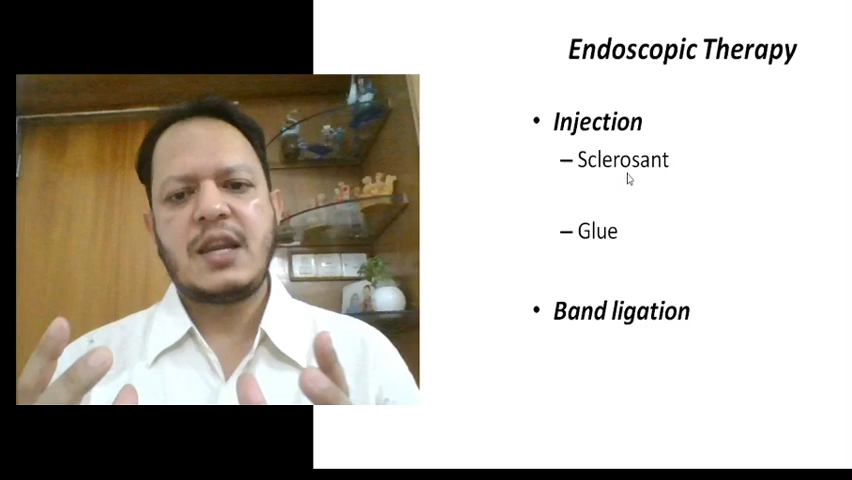 Endoscopic Therapy
• Injection
– Sclerosant
– Glue
• Band ligation